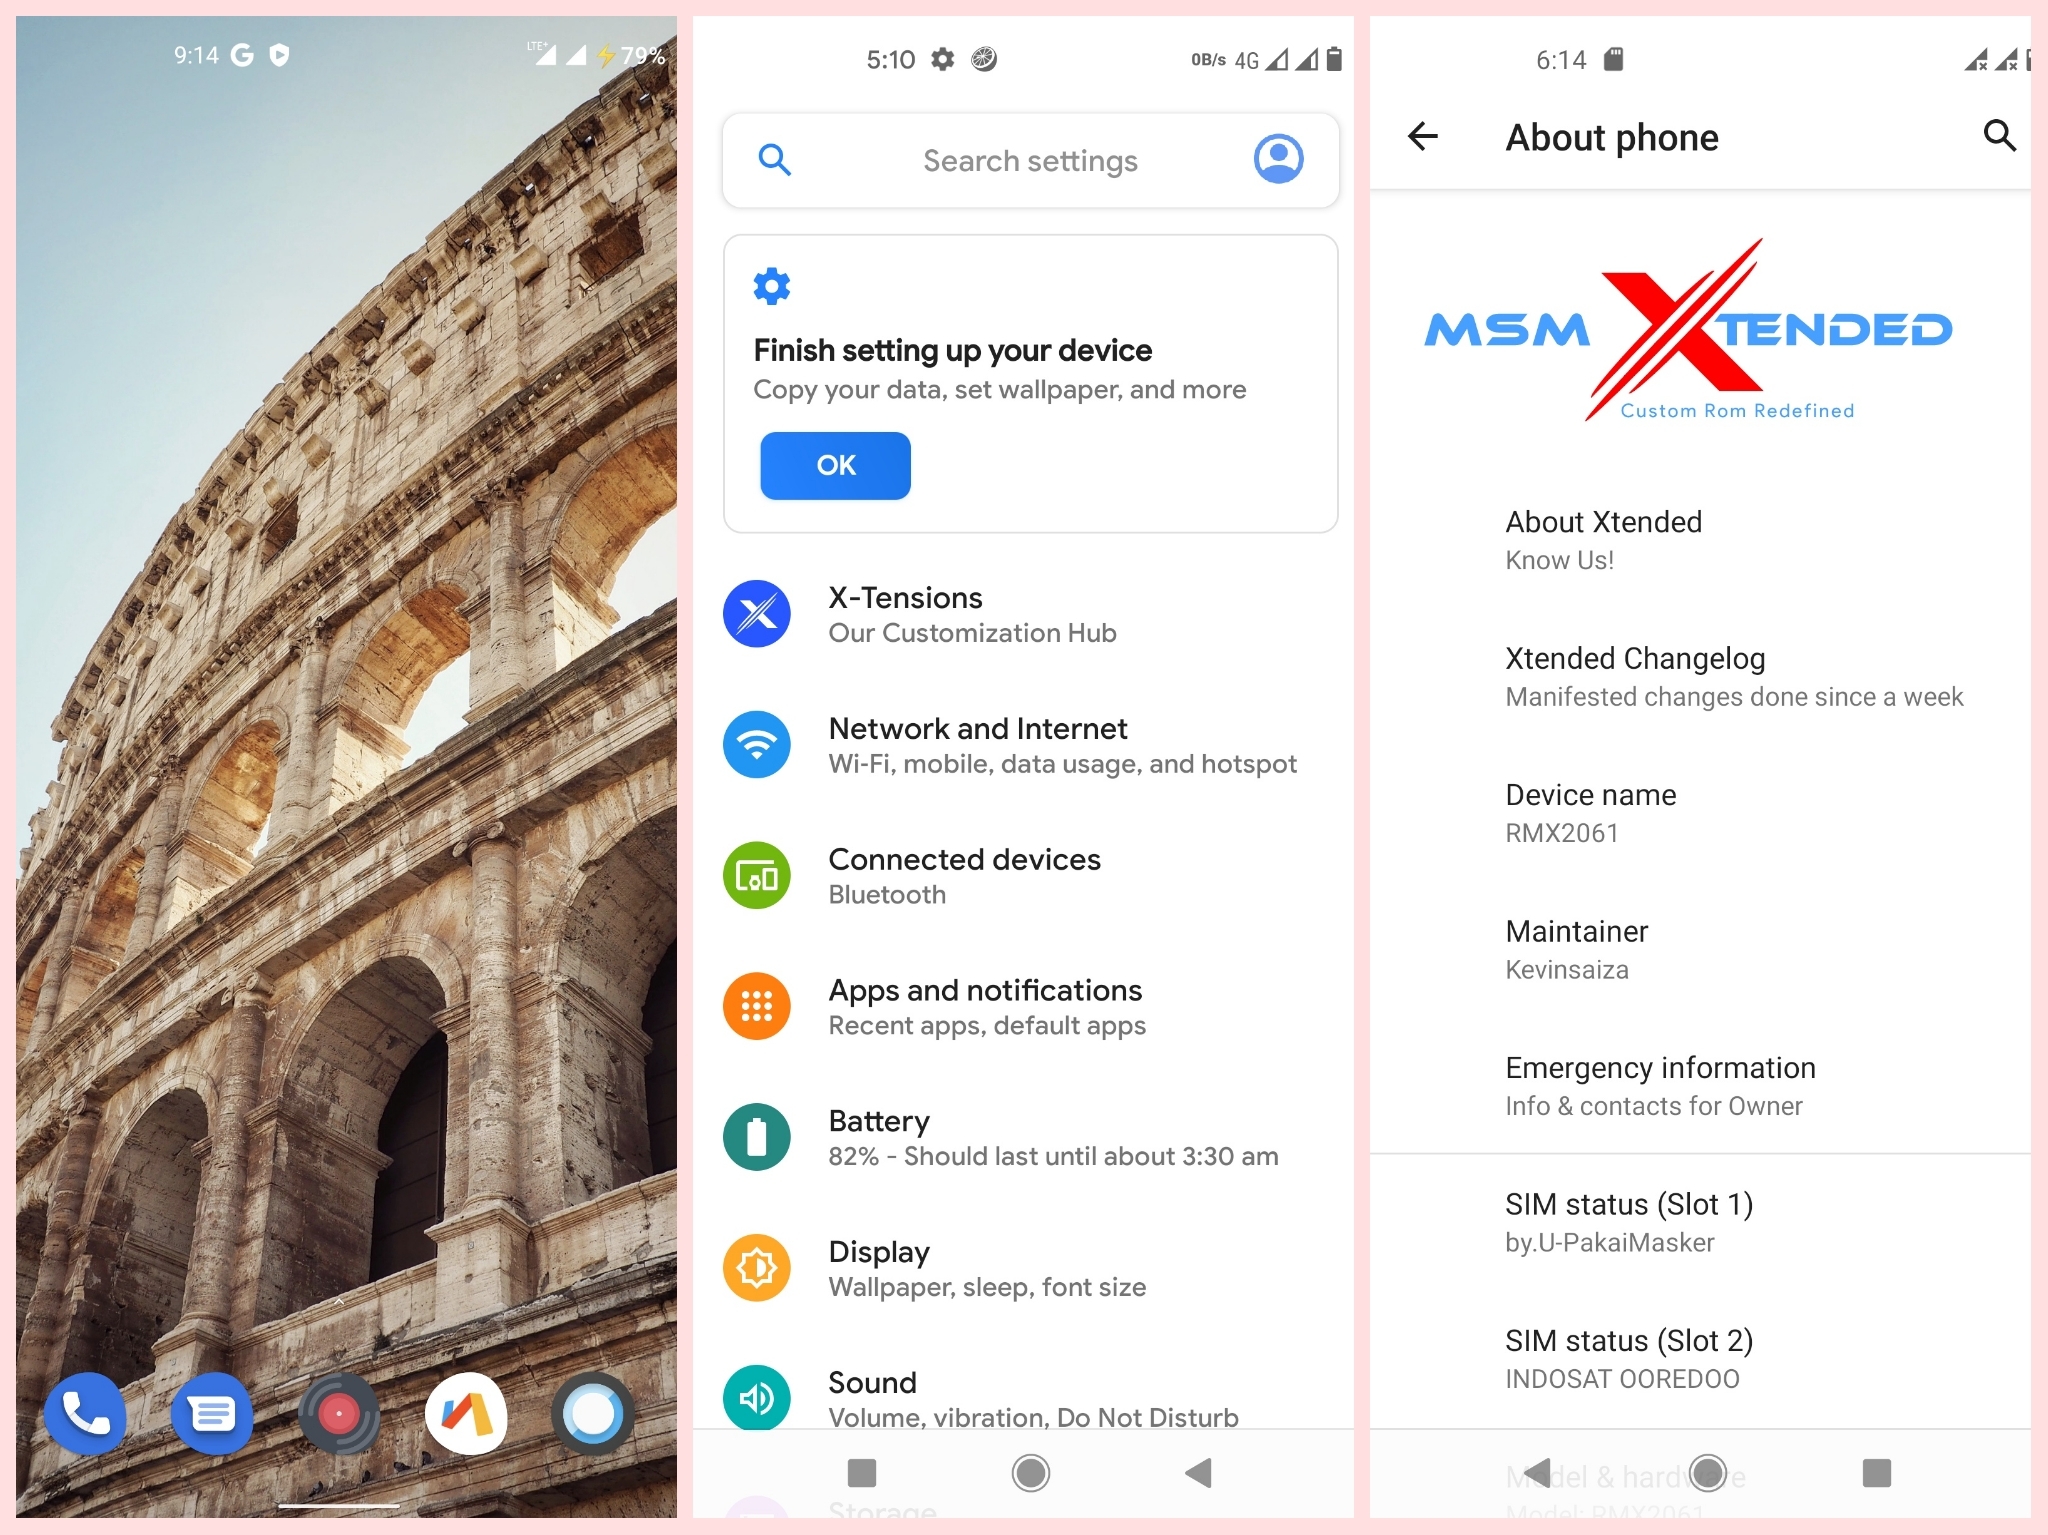 9:14
LTE+
79%
5:10
0B/s 4G
Search settings
Finish setting up your device
Copy your data, set wallpaper, and more
OK
X-Tensions
Our Customization Hub
Network and Internet
Wi-Fi, mobile, data usage, and hotspot
Connected devices
Bluetooth
Apps and notifications
Recent apps, default apps
Battery
82% - Should last until about 3:30 am
Display
Wallpaper, sleep, font size
Sound
Volume, vibration, Do Not Disturb
Storage
6:14
About phone
MSM XTENDED
Custom Rom Redefined
About Xtended
Know Us!
Xtended Changelog
Manifested changes done since a week
Device name
RMX2061
Maintainer
Kevinsaiza
Emergency information
Info & contacts for Owner
SIM status (Slot 1)
by.U-PakaiMasker
SIM status (Slot 2)
INDOSAT OOREDOO
Model & hardware
Model: RMX2061